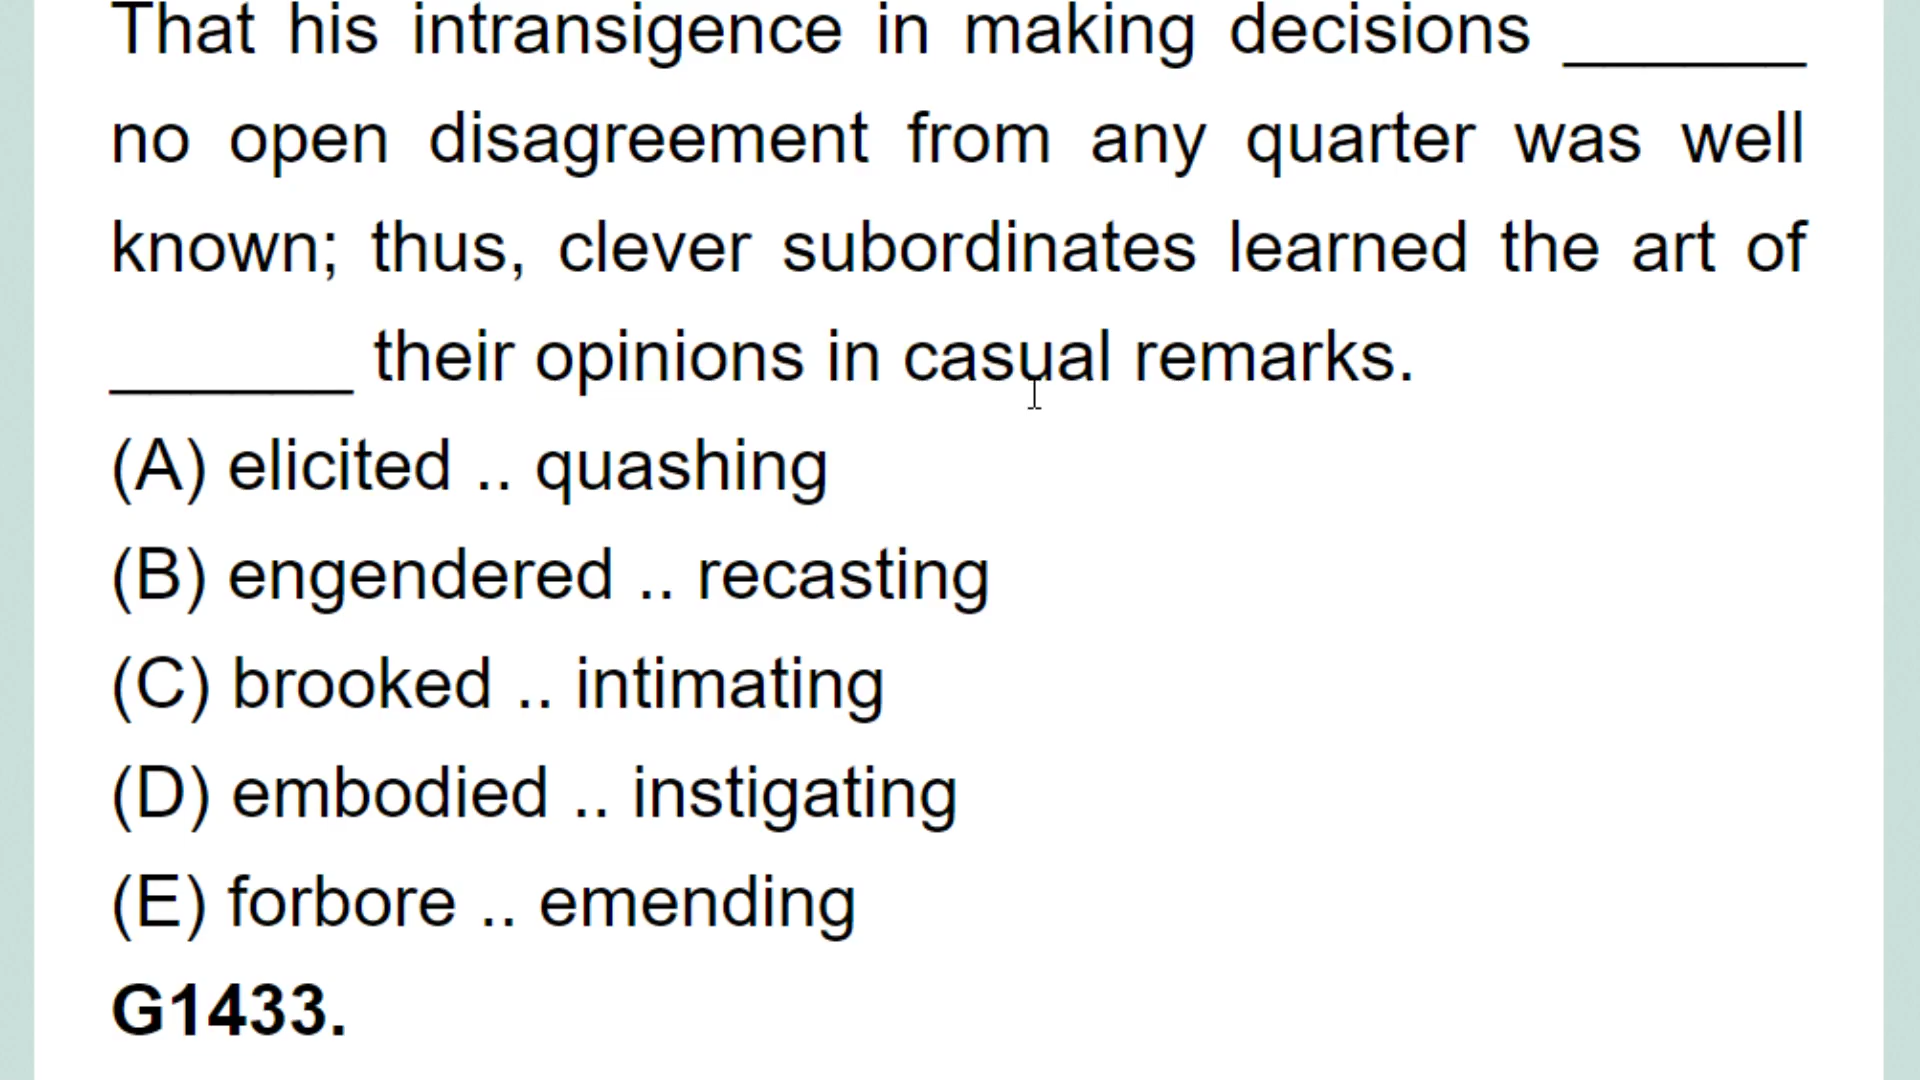 That his intransigence in making decisions ______
no open disagreement from any quarter was well
known; thus, clever subordinates learned the art of
______ their opinions in casual remarks.
(A) elicited .. quashing
(B) engendered .. recasting
(C) brooked .. intimating
(D) embodied .. instigating
(E) forbore .. emending
G1433.